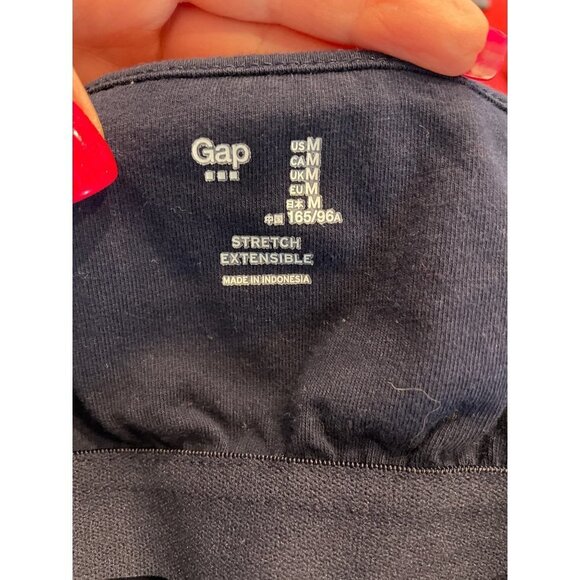 Gap
US M
CA M
UK M
EU M
日本 M
中国 165/96A
STRETCH
EXTENSIBLE
MADE IN INDONESIA